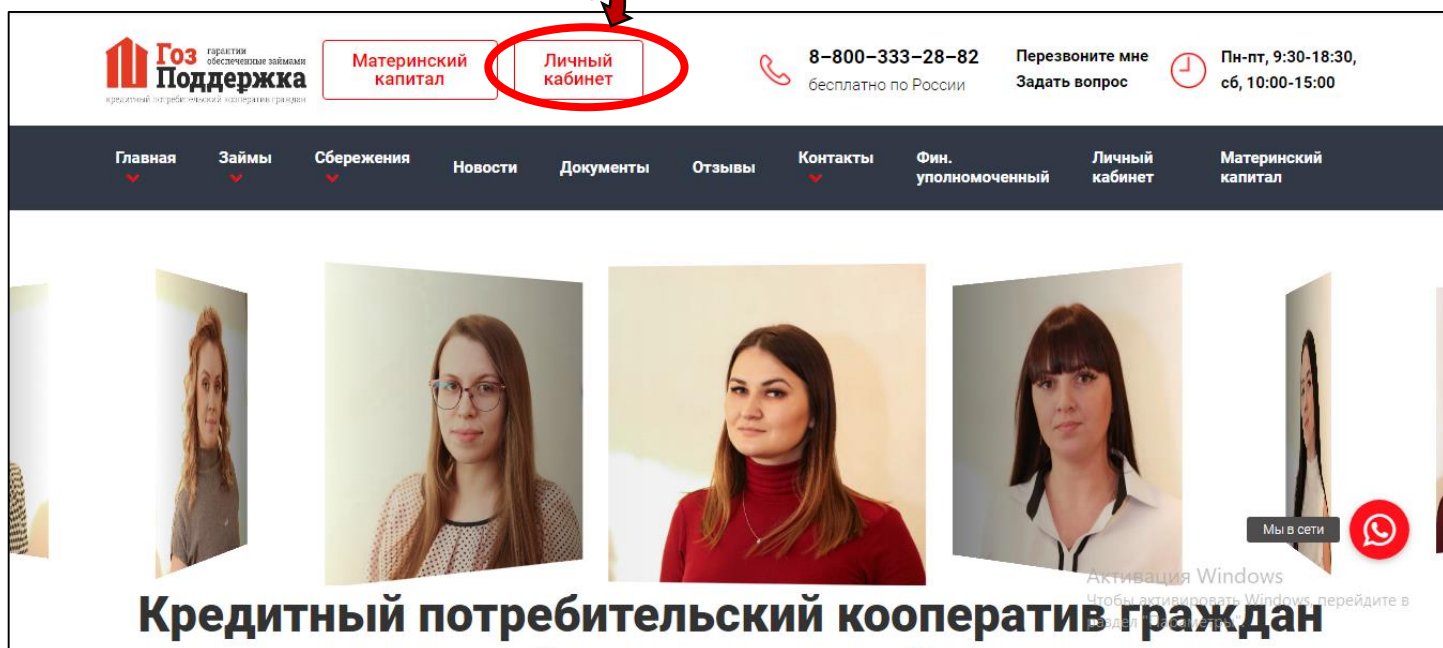 Гоз
гарантии
обеспеченные займами
Поддержка
кредитный потребительский кооператив граждан
Материнский
капитал
Личный
кабинет
8–800–333–28–82
бесплатно по России
Перезвоните мне
Задать вопрос
Пн-пт, 9:30-18:30,
сб, 10:00-15:00
Главная
Займы
Сбережения
Новости
Документы
Отзывы
Контакты
Фин.
уполномоченный
Личный
кабинет
Материнский
капитал
Мы в сети
Активация Windows
Чтобы активировать Windows, перейдите в
раздел "Параметры".
Кредитный потребительский кооператив граждан